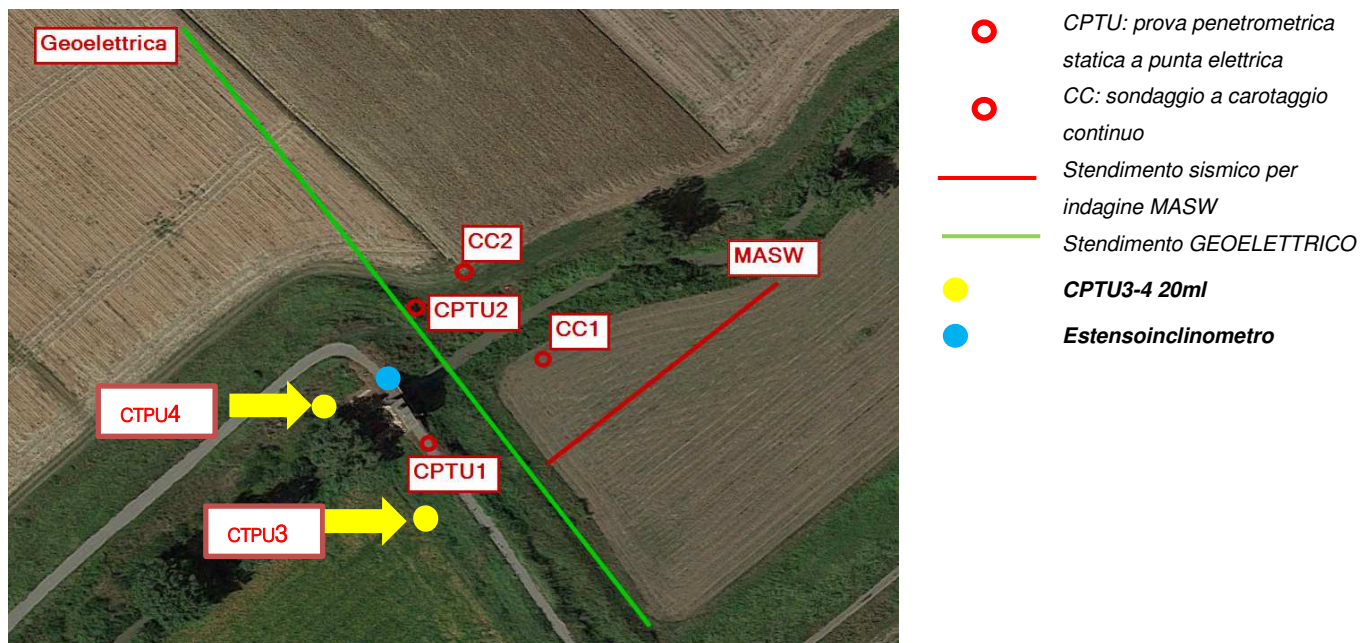 Geoelettrica
CC2
MASW
CPTU2
CC1
CTPU4
CPTU1
CTPU3
CPTU: prova penetrometrica
statica a punta elettrica
CC: sondaggio a carotaggio
continuo
Stendimento sismico per
indagine MASW
Stendimento GEOELETTRICO
CPTU3-4 20ml
Estensoinclinometro